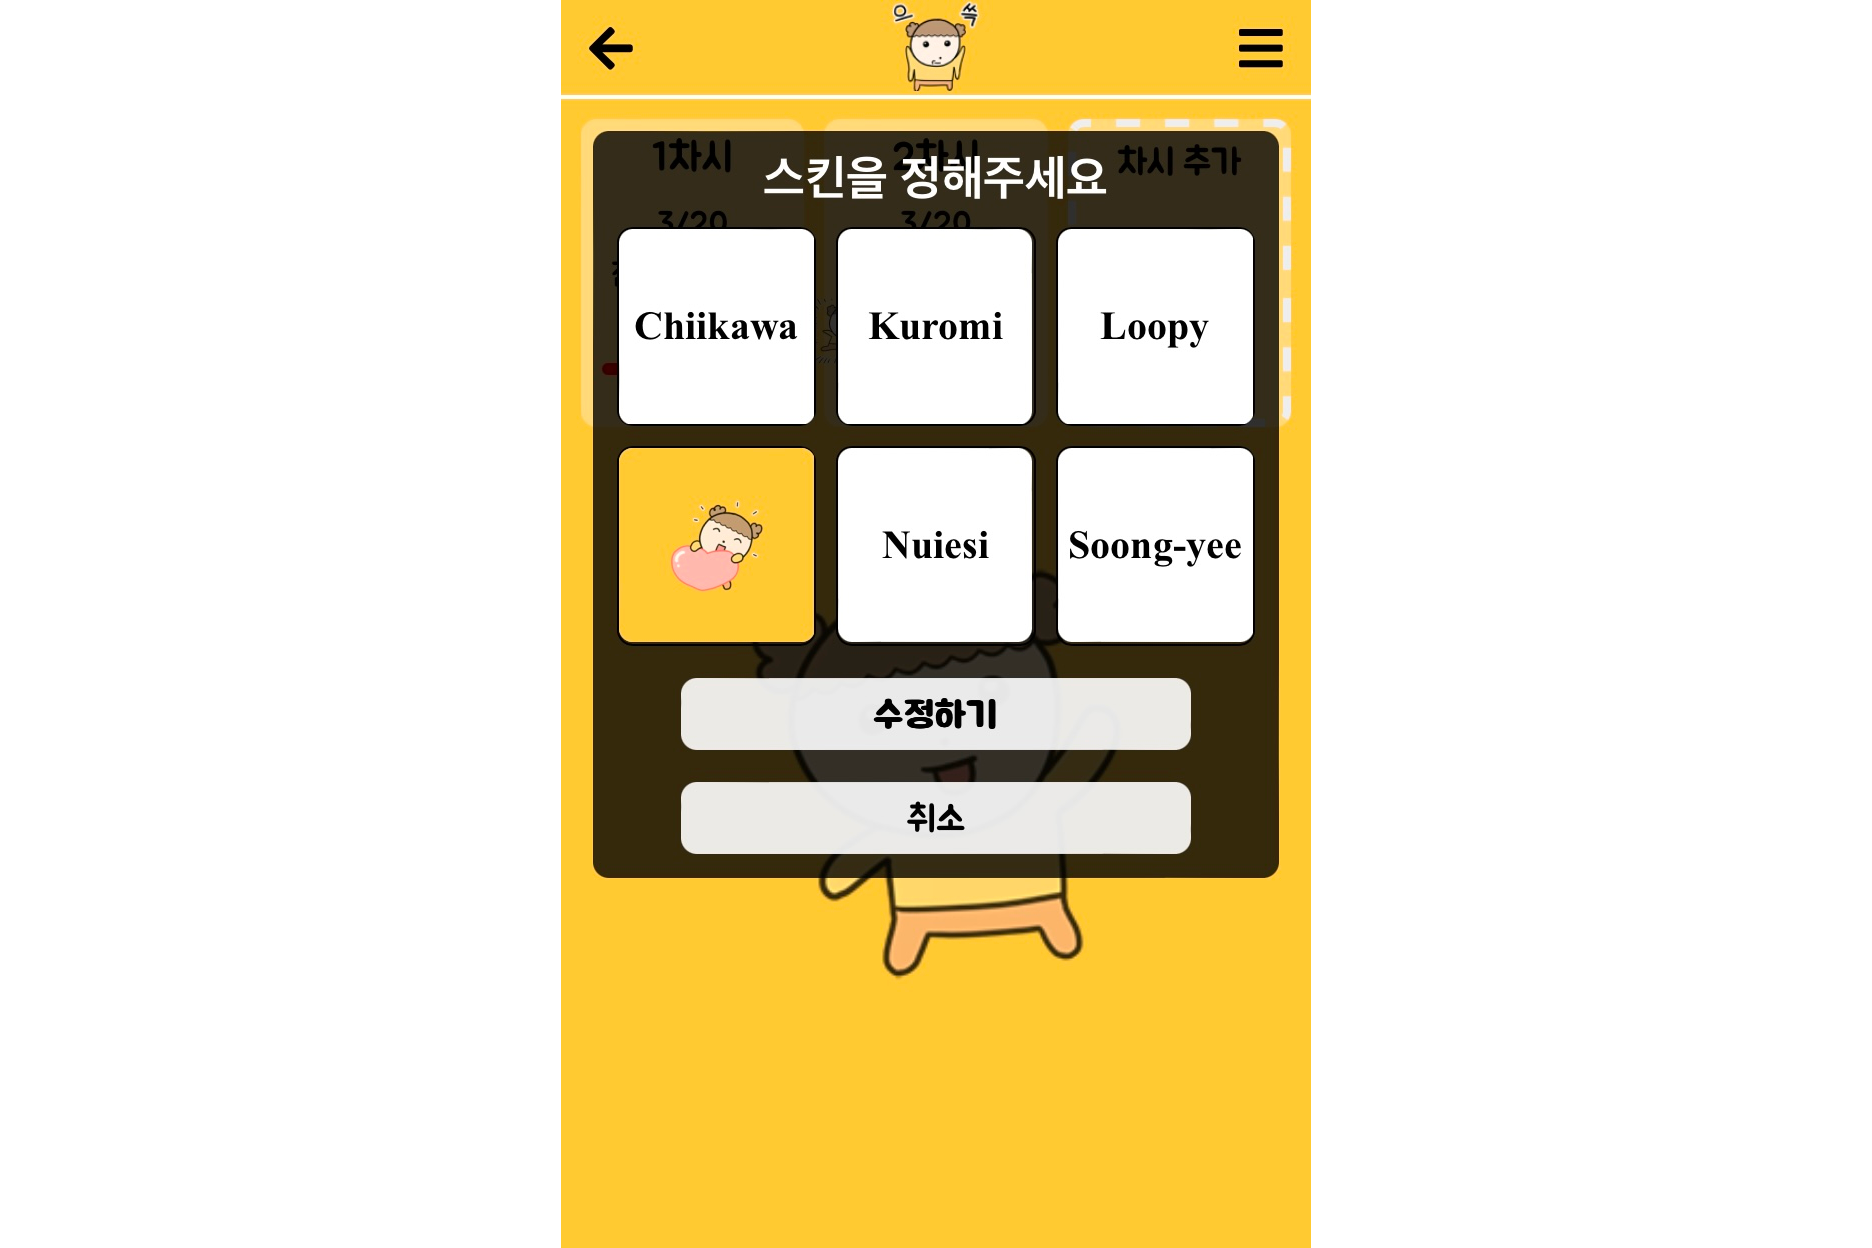 으 쓱
1차시
2차시
차시 추가
스킨을 정해주세요
3/20
3/20
Chiikawa
Kuromi
Loopy
Nuiesi
Soong-yee
수정하기
취소